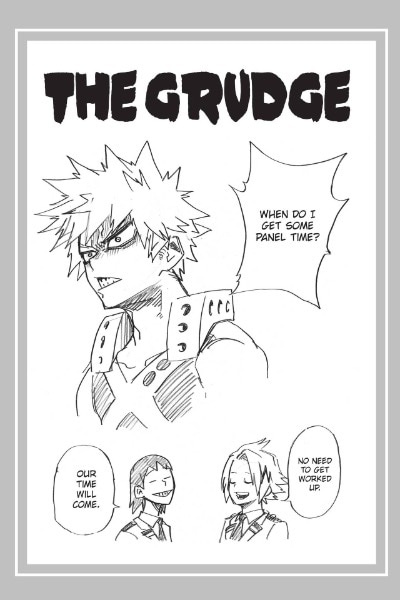 THE GRUDGE
WHEN DO I
GET SOME
PANEL TIME?
OUR
TIME
WILL
COME.
NO NEED
TO GET
WORKED
UP.